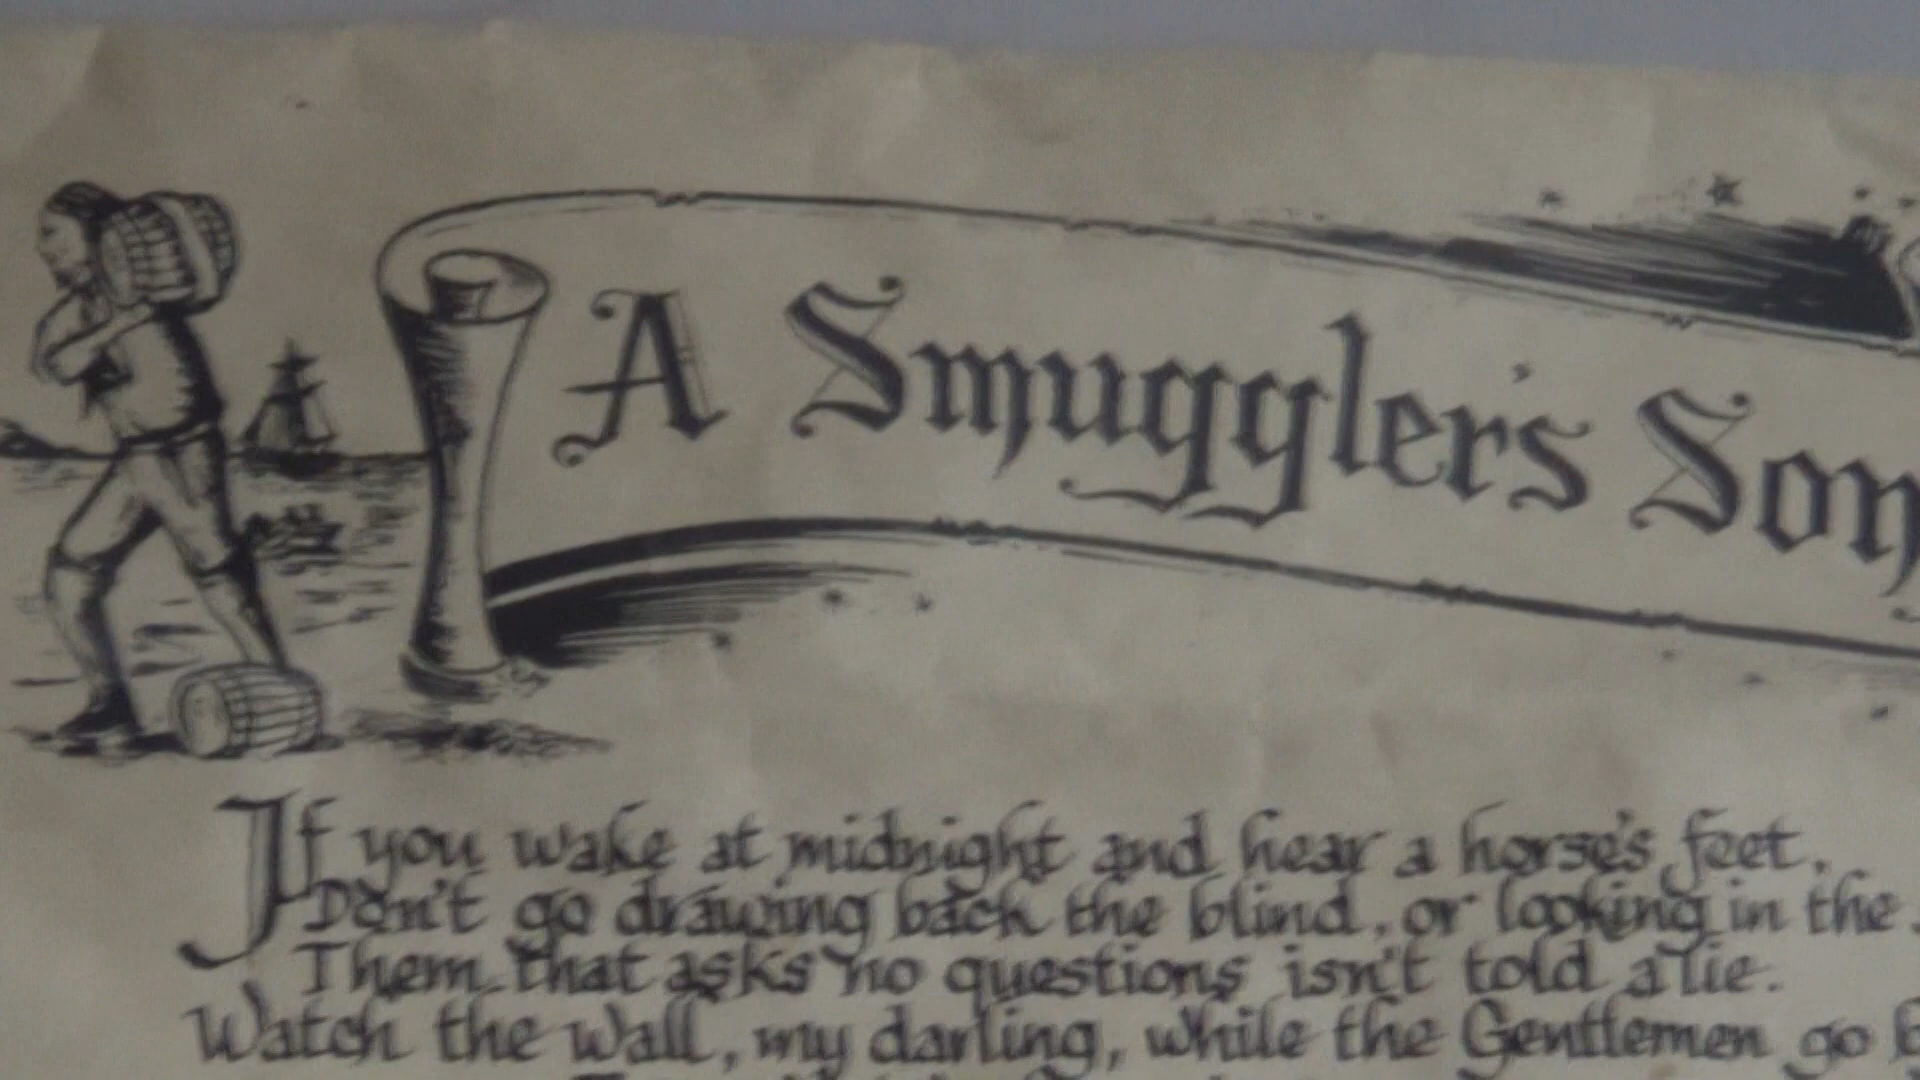 A Smuggler's Son
If you wake at midnight and hear a horse's feet,
Don't go drawing back the blind, or looking in the
Them that asks no questions isn't told a lie.
Watch the wall, my darling, while the Gentlemen go